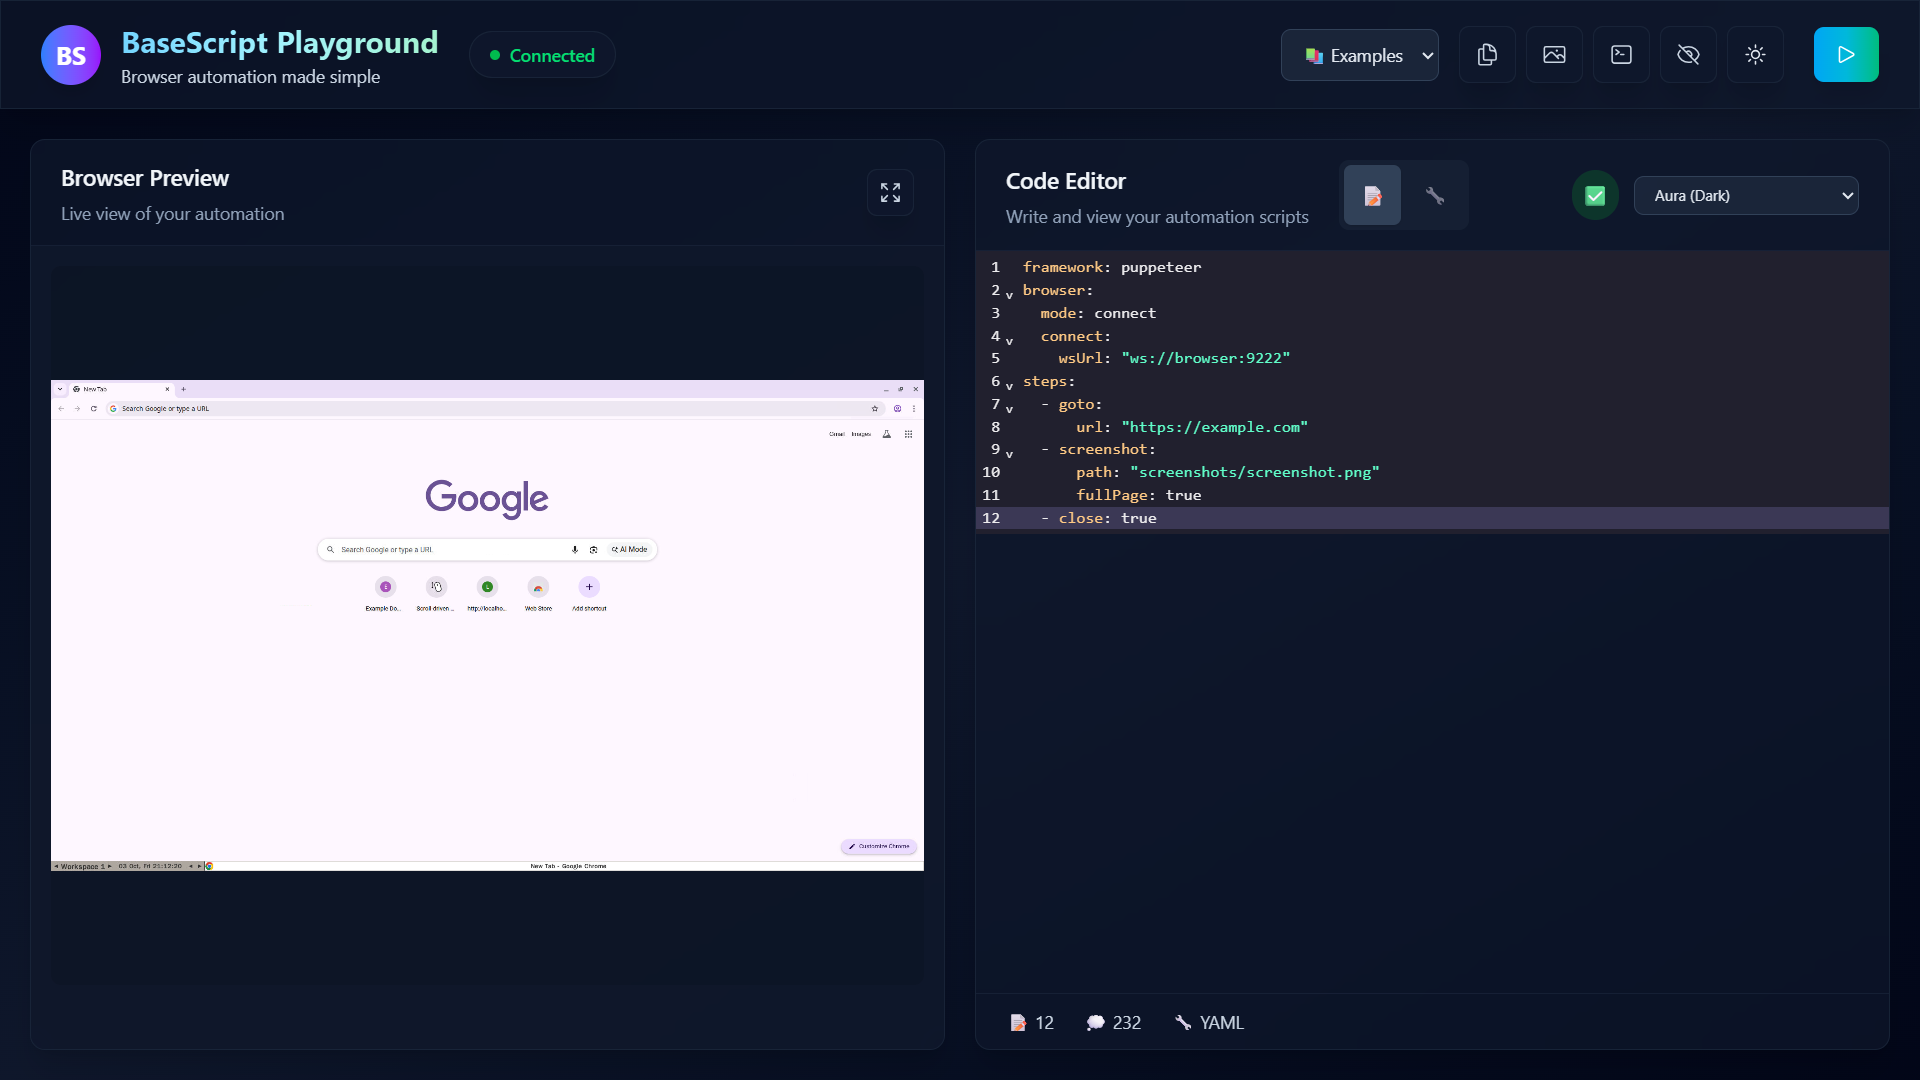 BS
BaseScript Playground
Browser automation made simple
Connected
Examples
Browser Preview
Live view of your automation
New Tab
Search Google or type a URL
Gmail Images
Google
Search Google or type a URL
AI Mode
Example Do...
Scroll-driven ...
http://localho...
Web Store
Add shortcut
Customize Chrome
Workspace 1
03 Oct, Fri 21:12:20
New Tab - Google Chrome
Code Editor
Write and view your automation scripts
Aura (Dark)
1 framework: puppeteer
2 browser:
3 mode: connect
4 connect:
5 wsUrl: "ws://browser:9222"
6 steps:
7 - goto:
8 url: "https://example.com"
9 - screenshot:
10 path: "screenshots/screenshot.png"
11 fullPage: true
12 - close: true
12
232
YAML